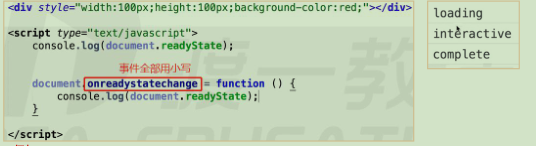 <div style="width:100px;height:100px;background-color:red;"></div>
<script type="text/javascript">
console.log(document.readyState);
事件全部用小写
document.onreadystatechange = function () {
console.log(document.readyState);
}
</script>
loading
interactive
complete